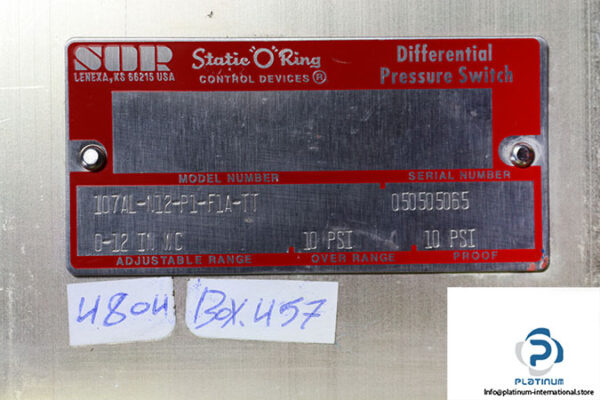 SOR
LENEXA, KS 66215 USA
Static "O" Ring
CONTROL DEVICES ®
Differential
Pressure Switch
MODEL NUMBER SERIAL NUMBER
107AL-N12-P1-F1A-TT 050505065
0-12 IN WC 10 PSI 10 PSI
ADJUSTABLE RANGE OVER RANGE PROOF
4804 Box.457
PLATINUM
Info@platinum-international.store